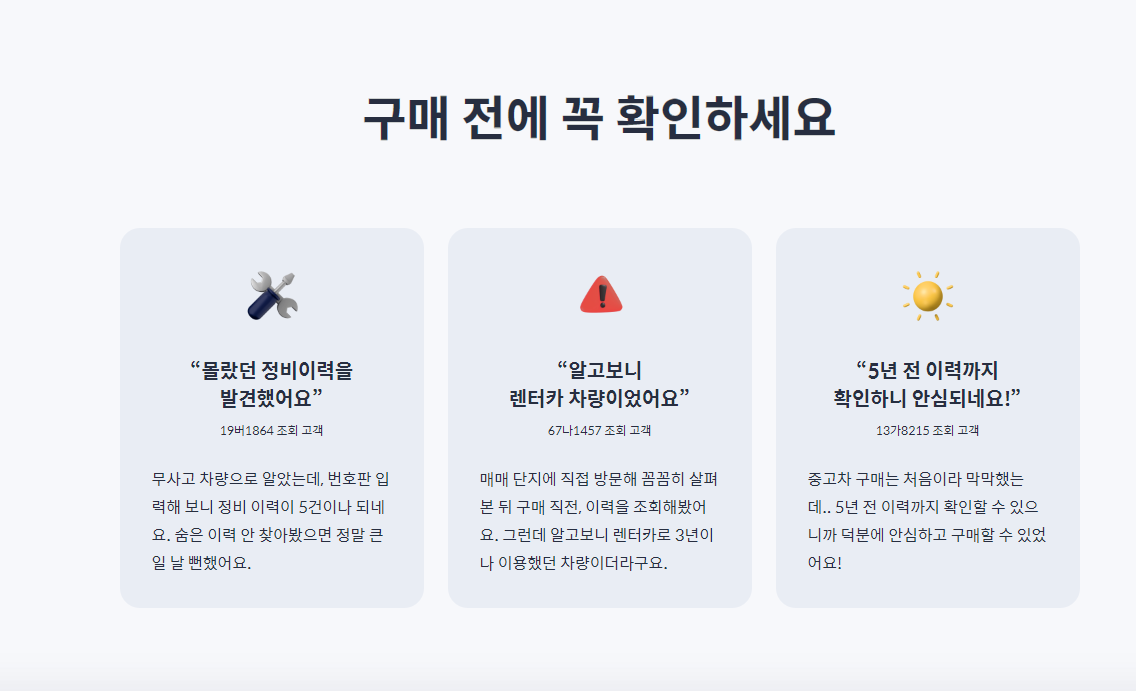 구매 전에 꼭 확인하세요
“몰랐던 정비이력을
발견했어요”
19버1864 조회 고객
무사고 차량으로 알았는데, 번호판 입
력해 보니 정비 이력이 5건이나 되네
요. 숨은 이력 안 찾아봤으면 정말 큰
일 날 뻔했어요.
“알고보니
렌터카 차량이었어요”
67나1457 조회 고객
매매 단지에 직접 방문해 꼼꼼히 살펴
본 뒤 구매 직전, 이력을 조회해봤어
요. 그런데 알고보니 렌터카로 3년이
나 이용했던 차량이더라구요.
“5년 전 이력까지
확인하니 안심되네요!”
13가8215 조회 고객
중고차 구매는 처음이라 막막했는
데.. 5년 전 이력까지 확인할 수 있으
니까 덕분에 안심하고 구매할 수 있었
어요!